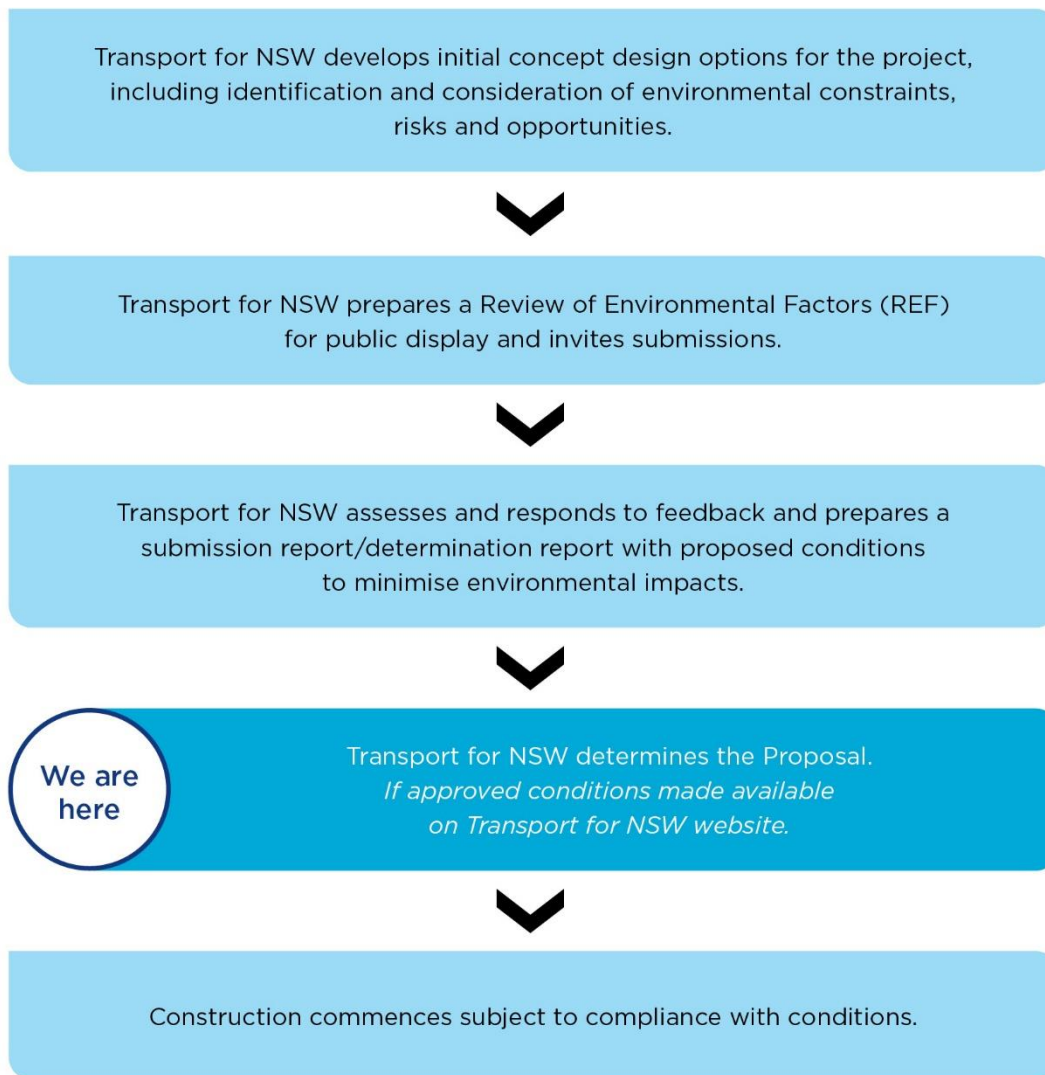 Transport for NSW develops initial concept design options for the project,
including identification and consideration of environmental constraints,
risks and opportunities.
Transport for NSW prepares a Review of Environmental Factors (REF)
for public display and invites submissions.
Transport for NSW assesses and responds to feedback and prepares a
submission report/determination report with proposed conditions
to minimise environmental impacts.
We are
here
Transport for NSW determines the Proposal.
If approved conditions made available
on Transport for NSW website.
Construction commences subject to compliance with conditions.